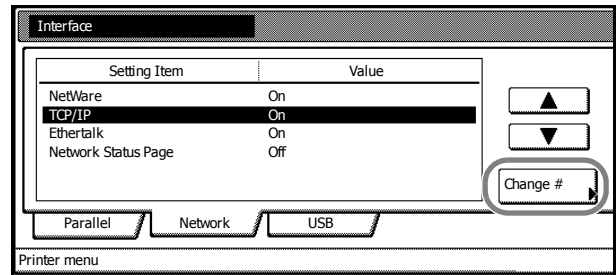 Interface
Setting Item Value
NetWare On
TCP/IP On
Ethertalk On
Network Status Page Off
Change #
Parallel Network USB
Printer menu